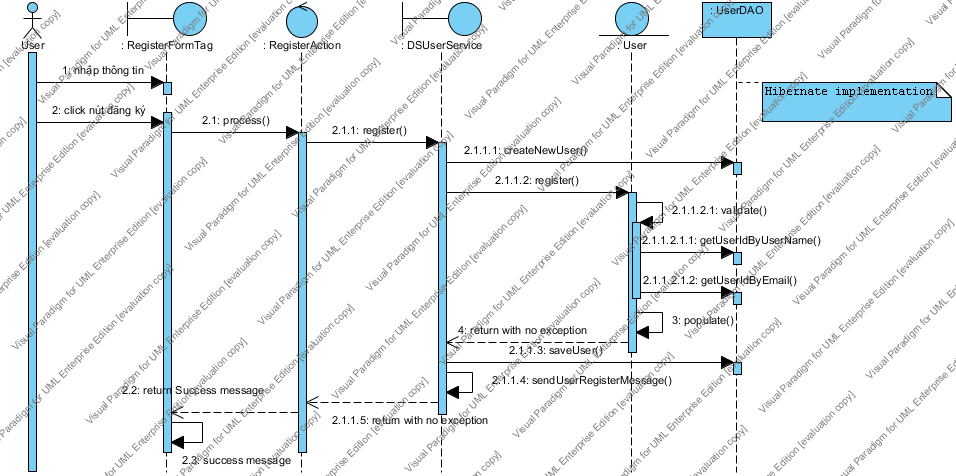 : UserDAO
User
: RegisterFormTag
: RegisterAction
: DSUserService
: User
1: nhập thông tin
Hibernate implementation
2: click nút đăng ký
2.1: process()
2.1.1: register()
2.1.1.1: createNewUser()
2.1.1.2: register()
2.1.1.2.1: validate()
2.1.1.2.1.1: getUserIdByUserName()
2.1.1.2.1.2: getUserIdByEmail()
3: populate()
4: return with no exception
2.1.1.3: saveUser()
2.1.1.4: sendUserRegisterMessage()
2.2: return Success message
2.1.1.5: return with no exception
2.3: success message
Visual Paradigm for UML Enterprise Edition [evaluation copy]